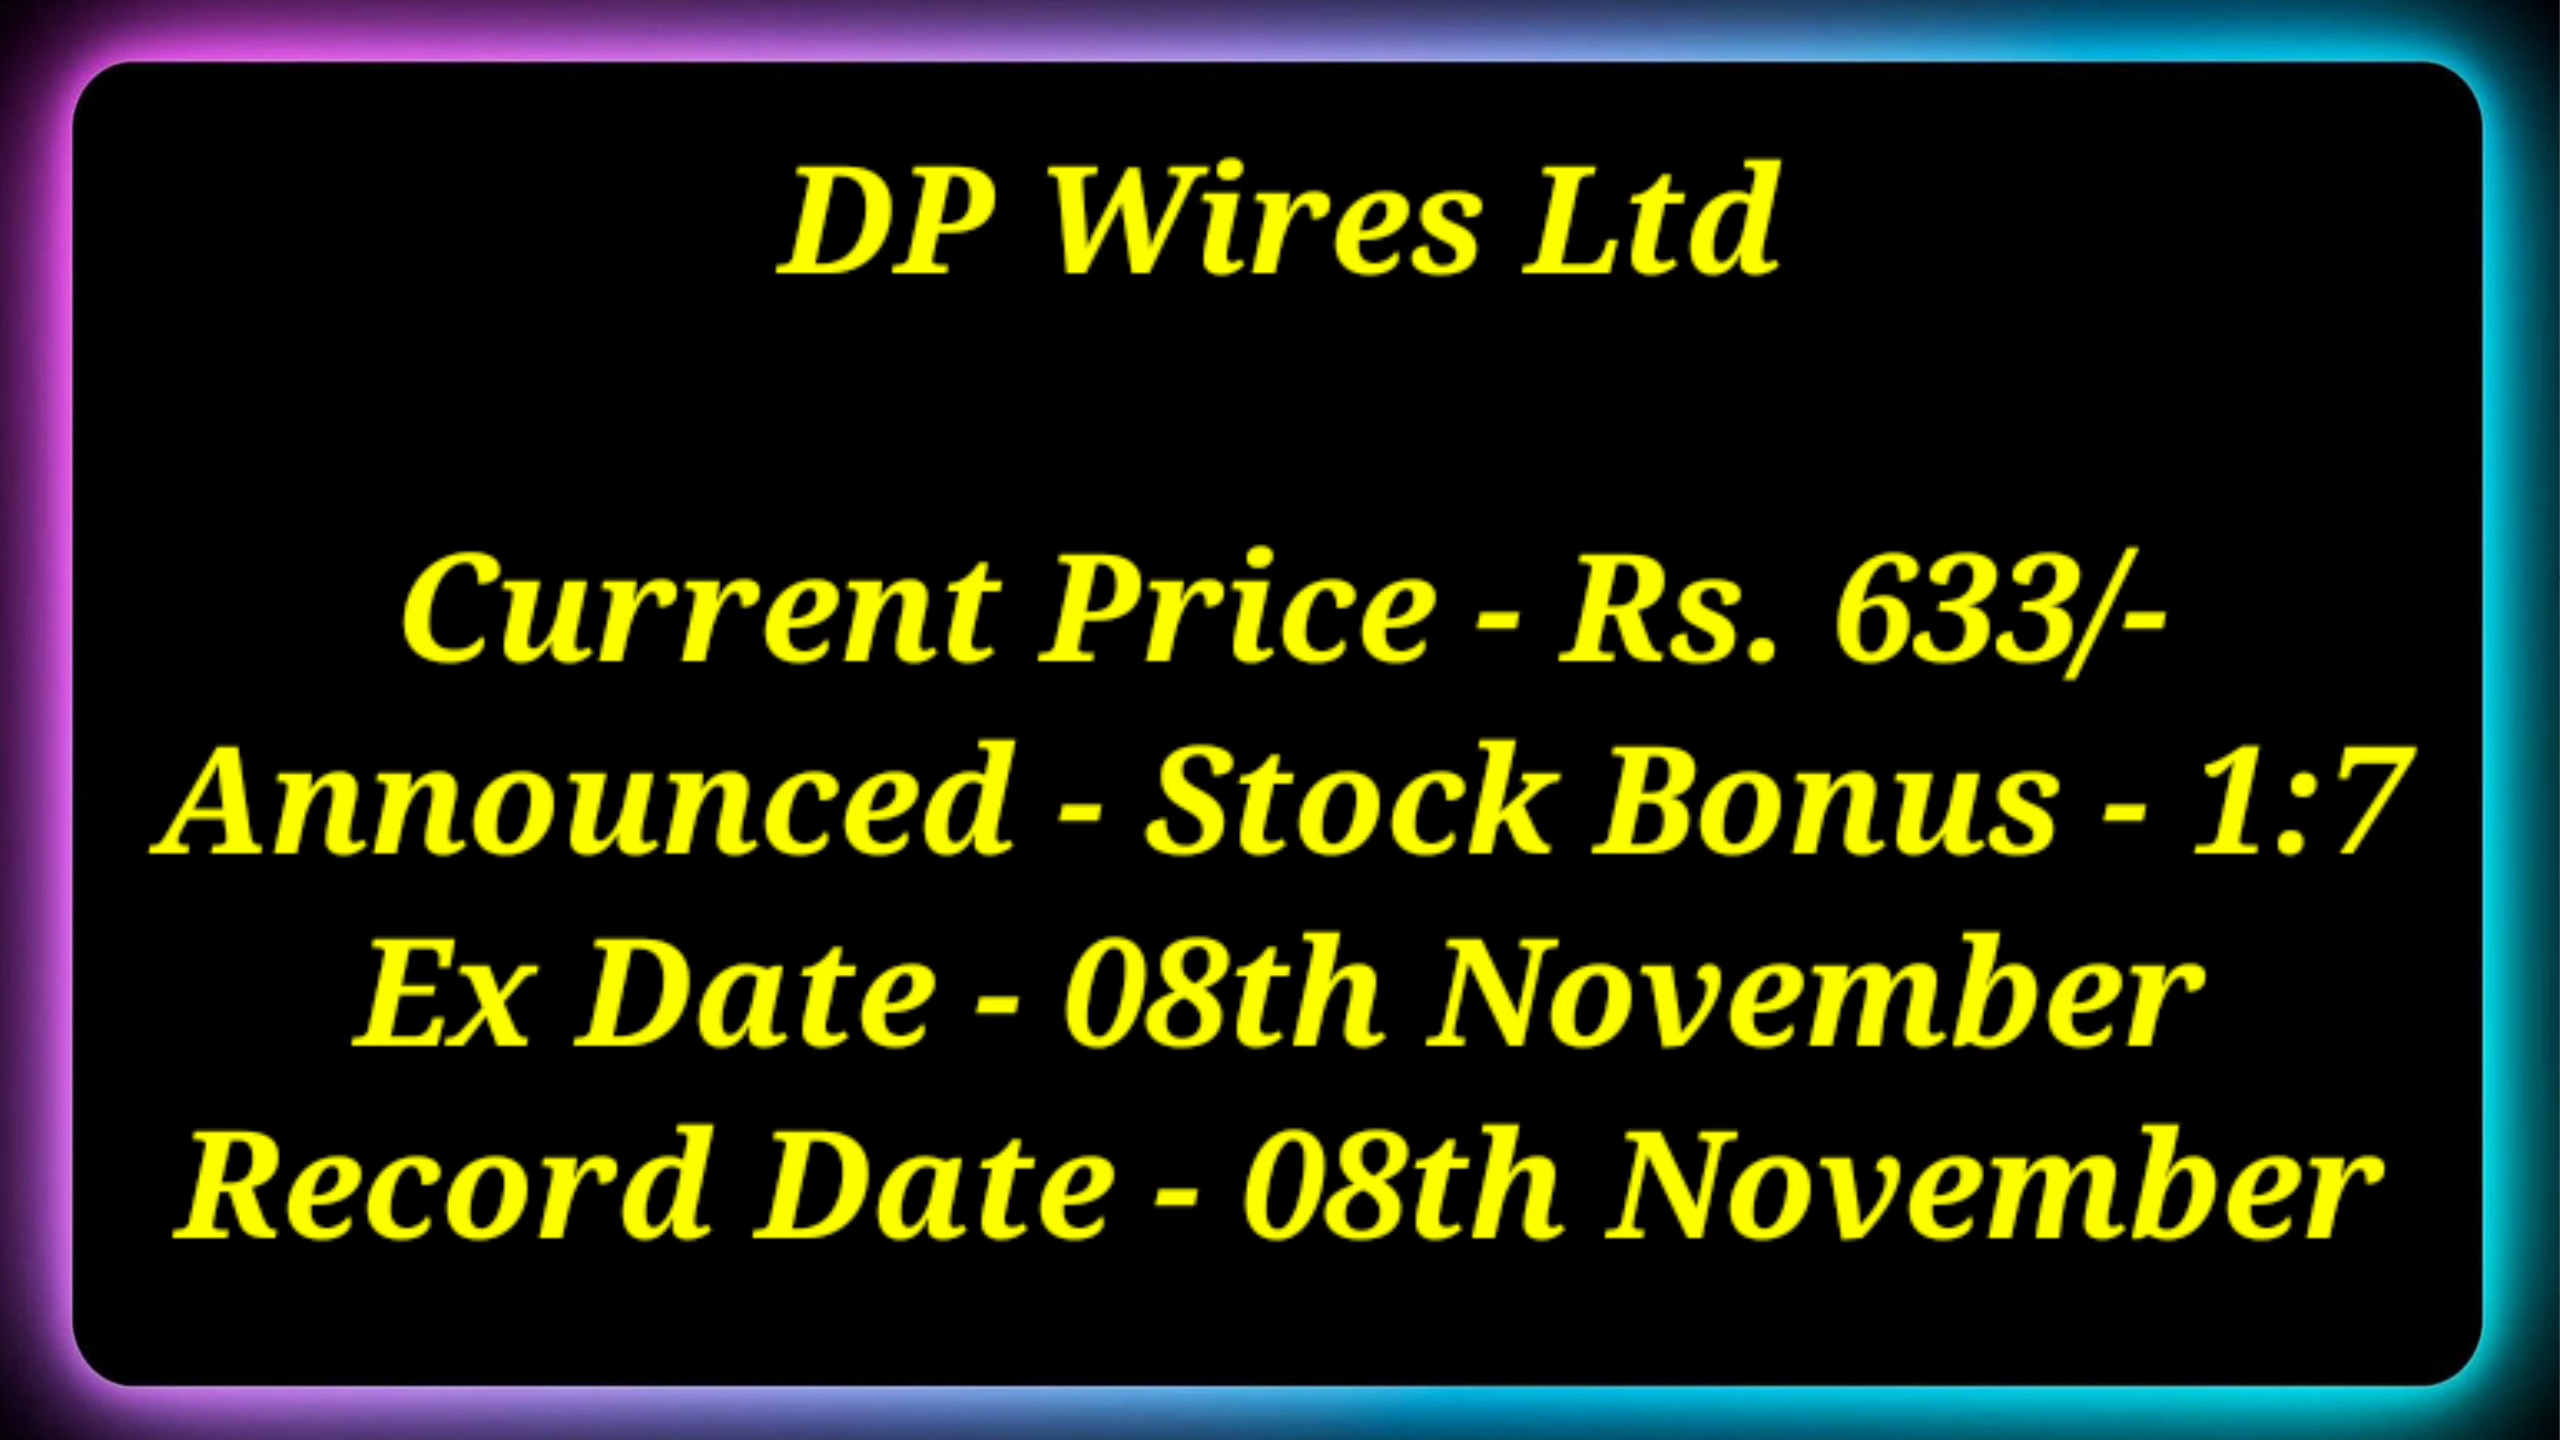 DP Wires Ltd
Current Price - Rs. 633/-
Announced - Stock Bonus - 1:7
Ex Date - 08th November
Record Date - 08th November